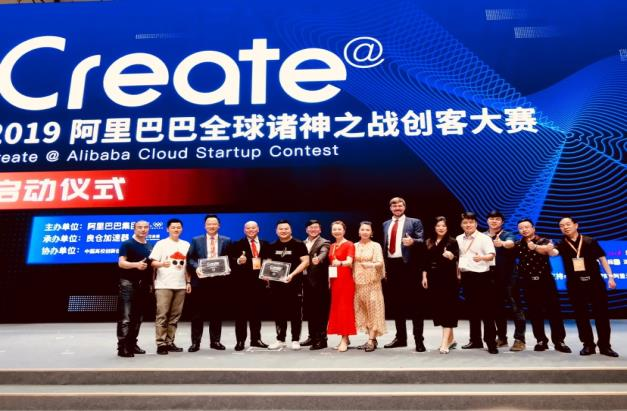 Create@
2019 阿里巴巴全球诸神之战创客大赛
reate @ Alibaba Cloud Startup Contest
启动仪式
主办单位：阿里巴巴集团
承办单位：良仓加速器
协办单位：